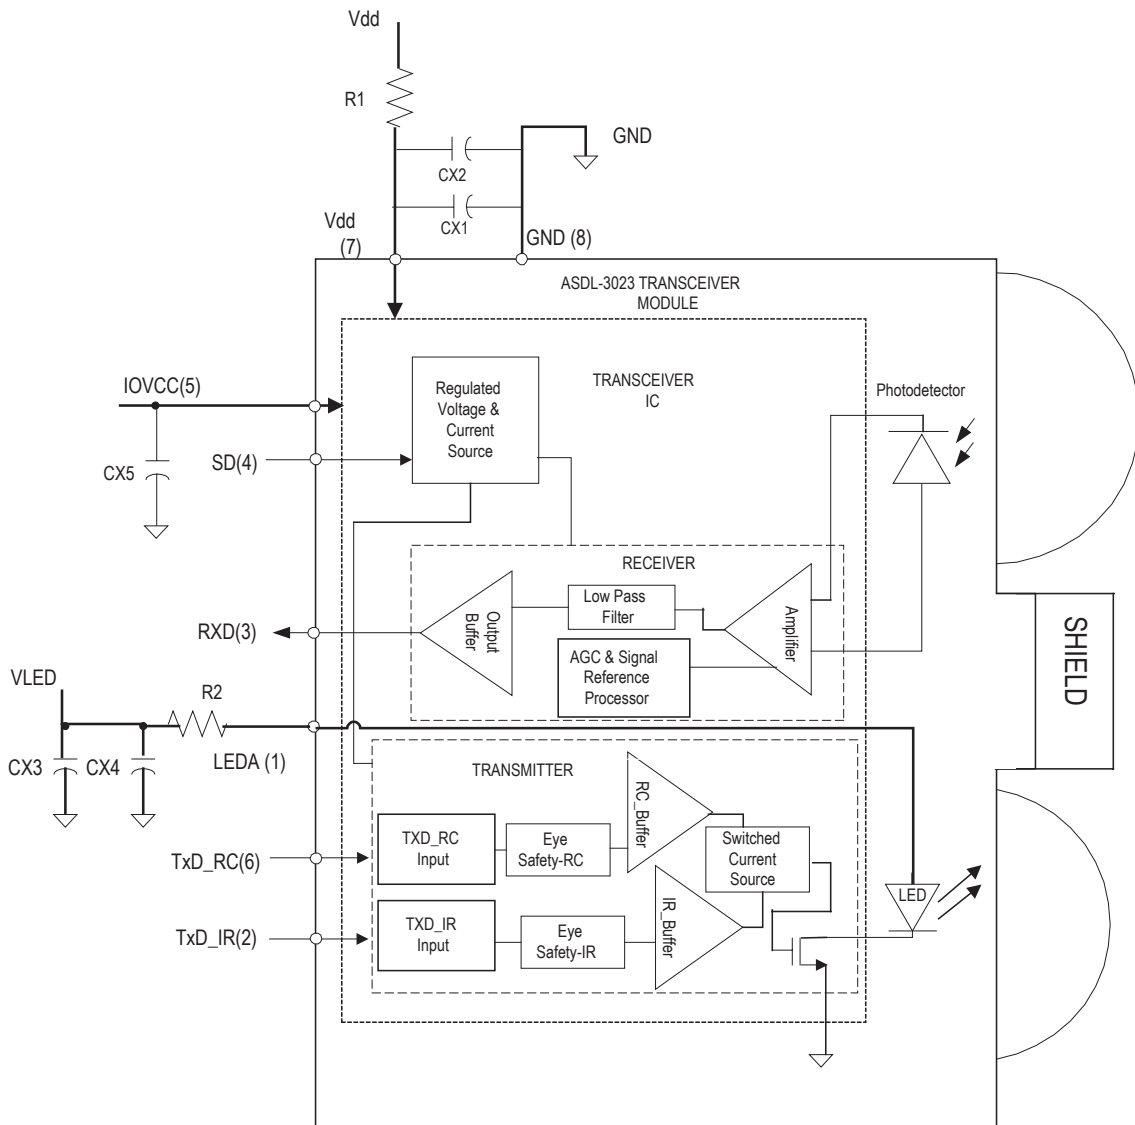 Vdd
R1
GND
CX2
CX1
Vdd
(7)
GND (8)
ASDL-3023 TRANSCEIVER
MODULE
IOVCC(5)
CX5
SD(4)
Regulated
Voltage &
Current
Source
TRANSCEIVER
IC
Photodetector
RECEIVER
Output
Buffer
Low Pass
Filter
AGC & Signal
Reference
Processor
Amplifier
RXD(3)
SHIELD
VLED
R2
CX3
CX4
LEDA (1)
TRANSMITTER
TxD_RC(6)
TXD_RC
Input
Eye
Safety-RC
RC_Buffer
Switched
Current
Source
LED
TxD_IR(2)
TXD_IR
Input
Eye
Safety-IR
IR_Buffer